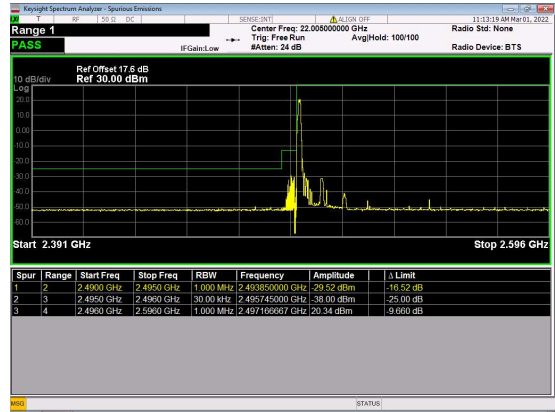 Keysight Spectrum Analyzer - Spurious Emissions
T RF 50 Ω DC SENSE:INT ALIGN OFF 11:13:19 AM Mar 01, 2022
Range 1 Center Freq: 22.005000000 GHz Radio Std: None
Trig: Free Run Avg|Hold: 100/100
PASS IFGain:Low #Atten: 24 dB Radio Device: BTS
Ref Offset 17.6 dB
10 dB/div Ref 30.00 dBm
Log
20.0
10.0
0.00
-10.0
-20.0
-30.0
-40.0
-50.0
-60.0
Start 2.391 GHz Stop 2.596 GHz
Spur Range Start Freq Stop Freq RBW Frequency Amplitude Δ Limit
1 2 2.4900 GHz 2.4950 GHz 1.000 MHz 2.493850000 GHz -29.52 dBm -16.52 dB
2 3 2.4950 GHz 2.4960 GHz 30.00 kHz 2.495745000 GHz -38.00 dBm -25.00 dB
3 4 2.4960 GHz 2.5960 GHz 1.000 MHz 2.497166667 GHz 20.34 dBm -9.660 dB
MSG STATUS